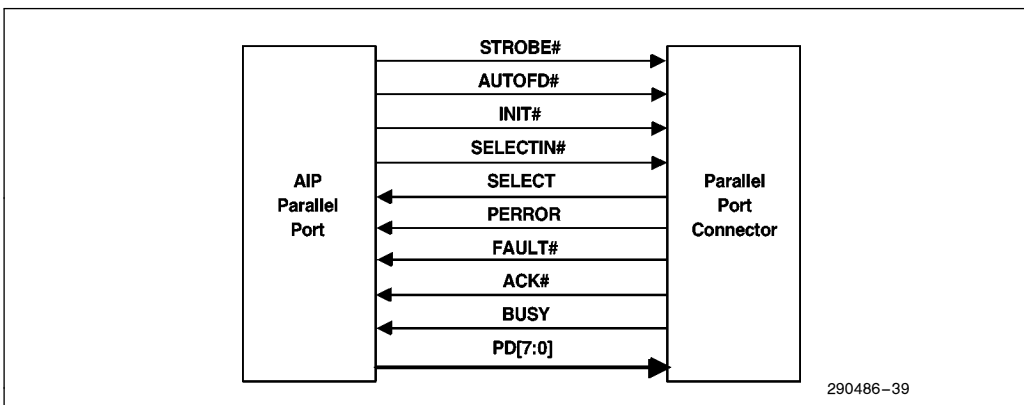 STROBE#
AUTOFD#
INIT#
SELECTIN#
AIP
Parallel
Port
SELECT
PERROR
FAULT#
ACK#
BUSY
PD[7:0]
Parallel
Port
Connector
290486–39